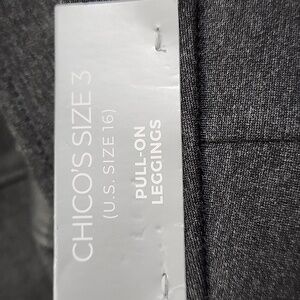 CHICO'S SIZE 3
(U.S. SIZE 16)
PULL-ON
LEGGINGS